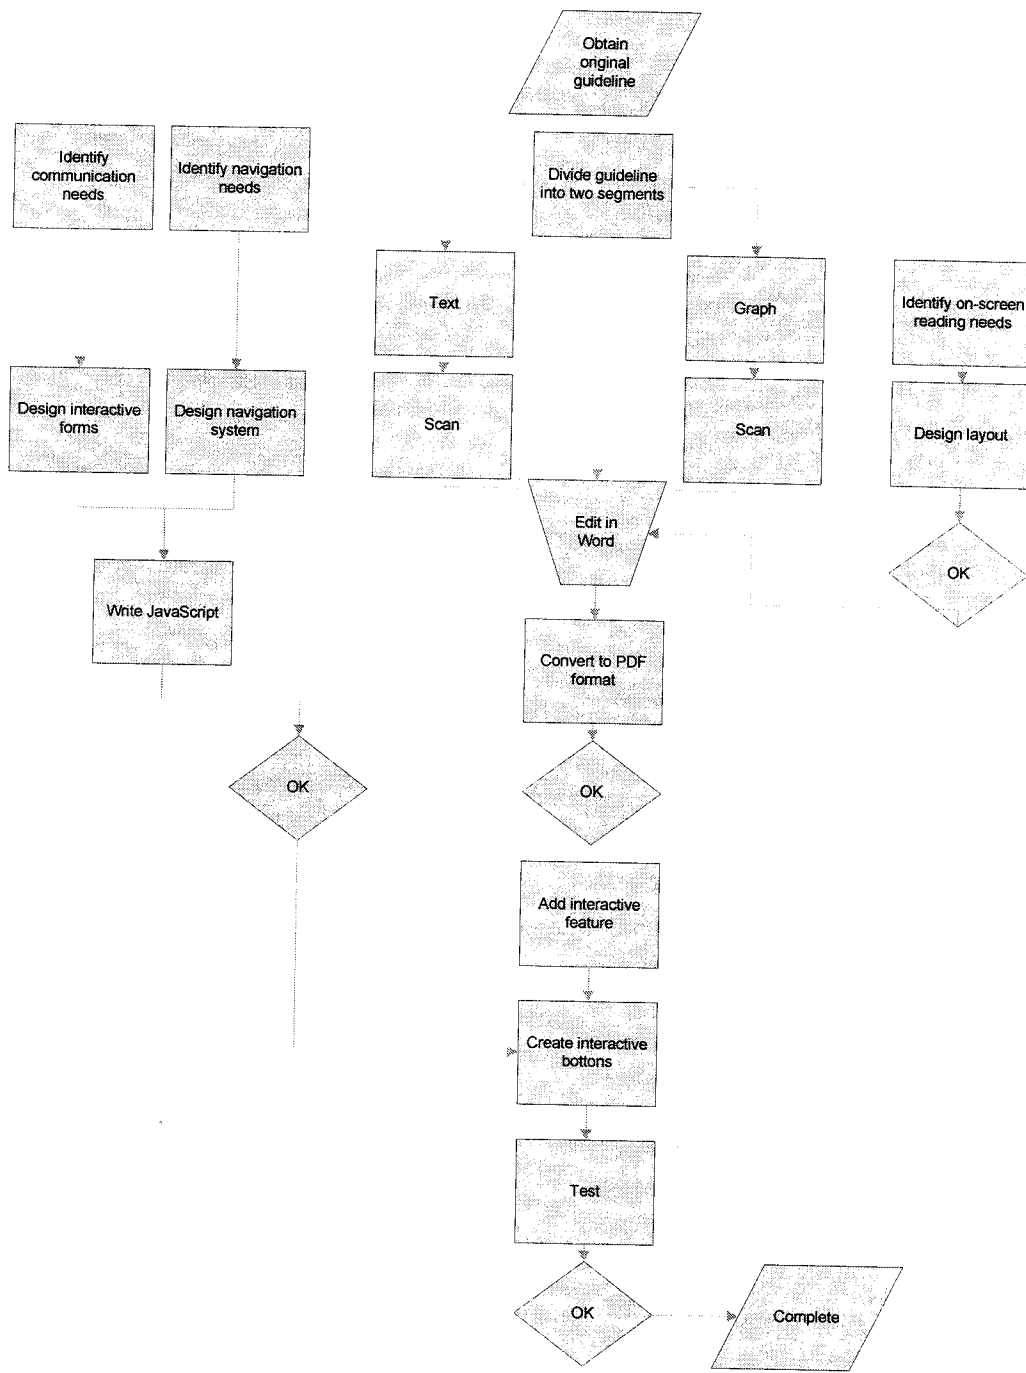 Obtain
original
guideline
Identify
communication
needs
Identify navigation
needs
Divide guideline
into two segments
Text
Graph
Identify on-screen
reading needs
Design interactive
forms
Design navigation
system
Scan
Scan
Design layout
Edit in
Word
OK
Write JavaScript
Convert to PDF
format
OK
OK
Add interactive
feature
Create interactive
bottons
Test
OK
Complete